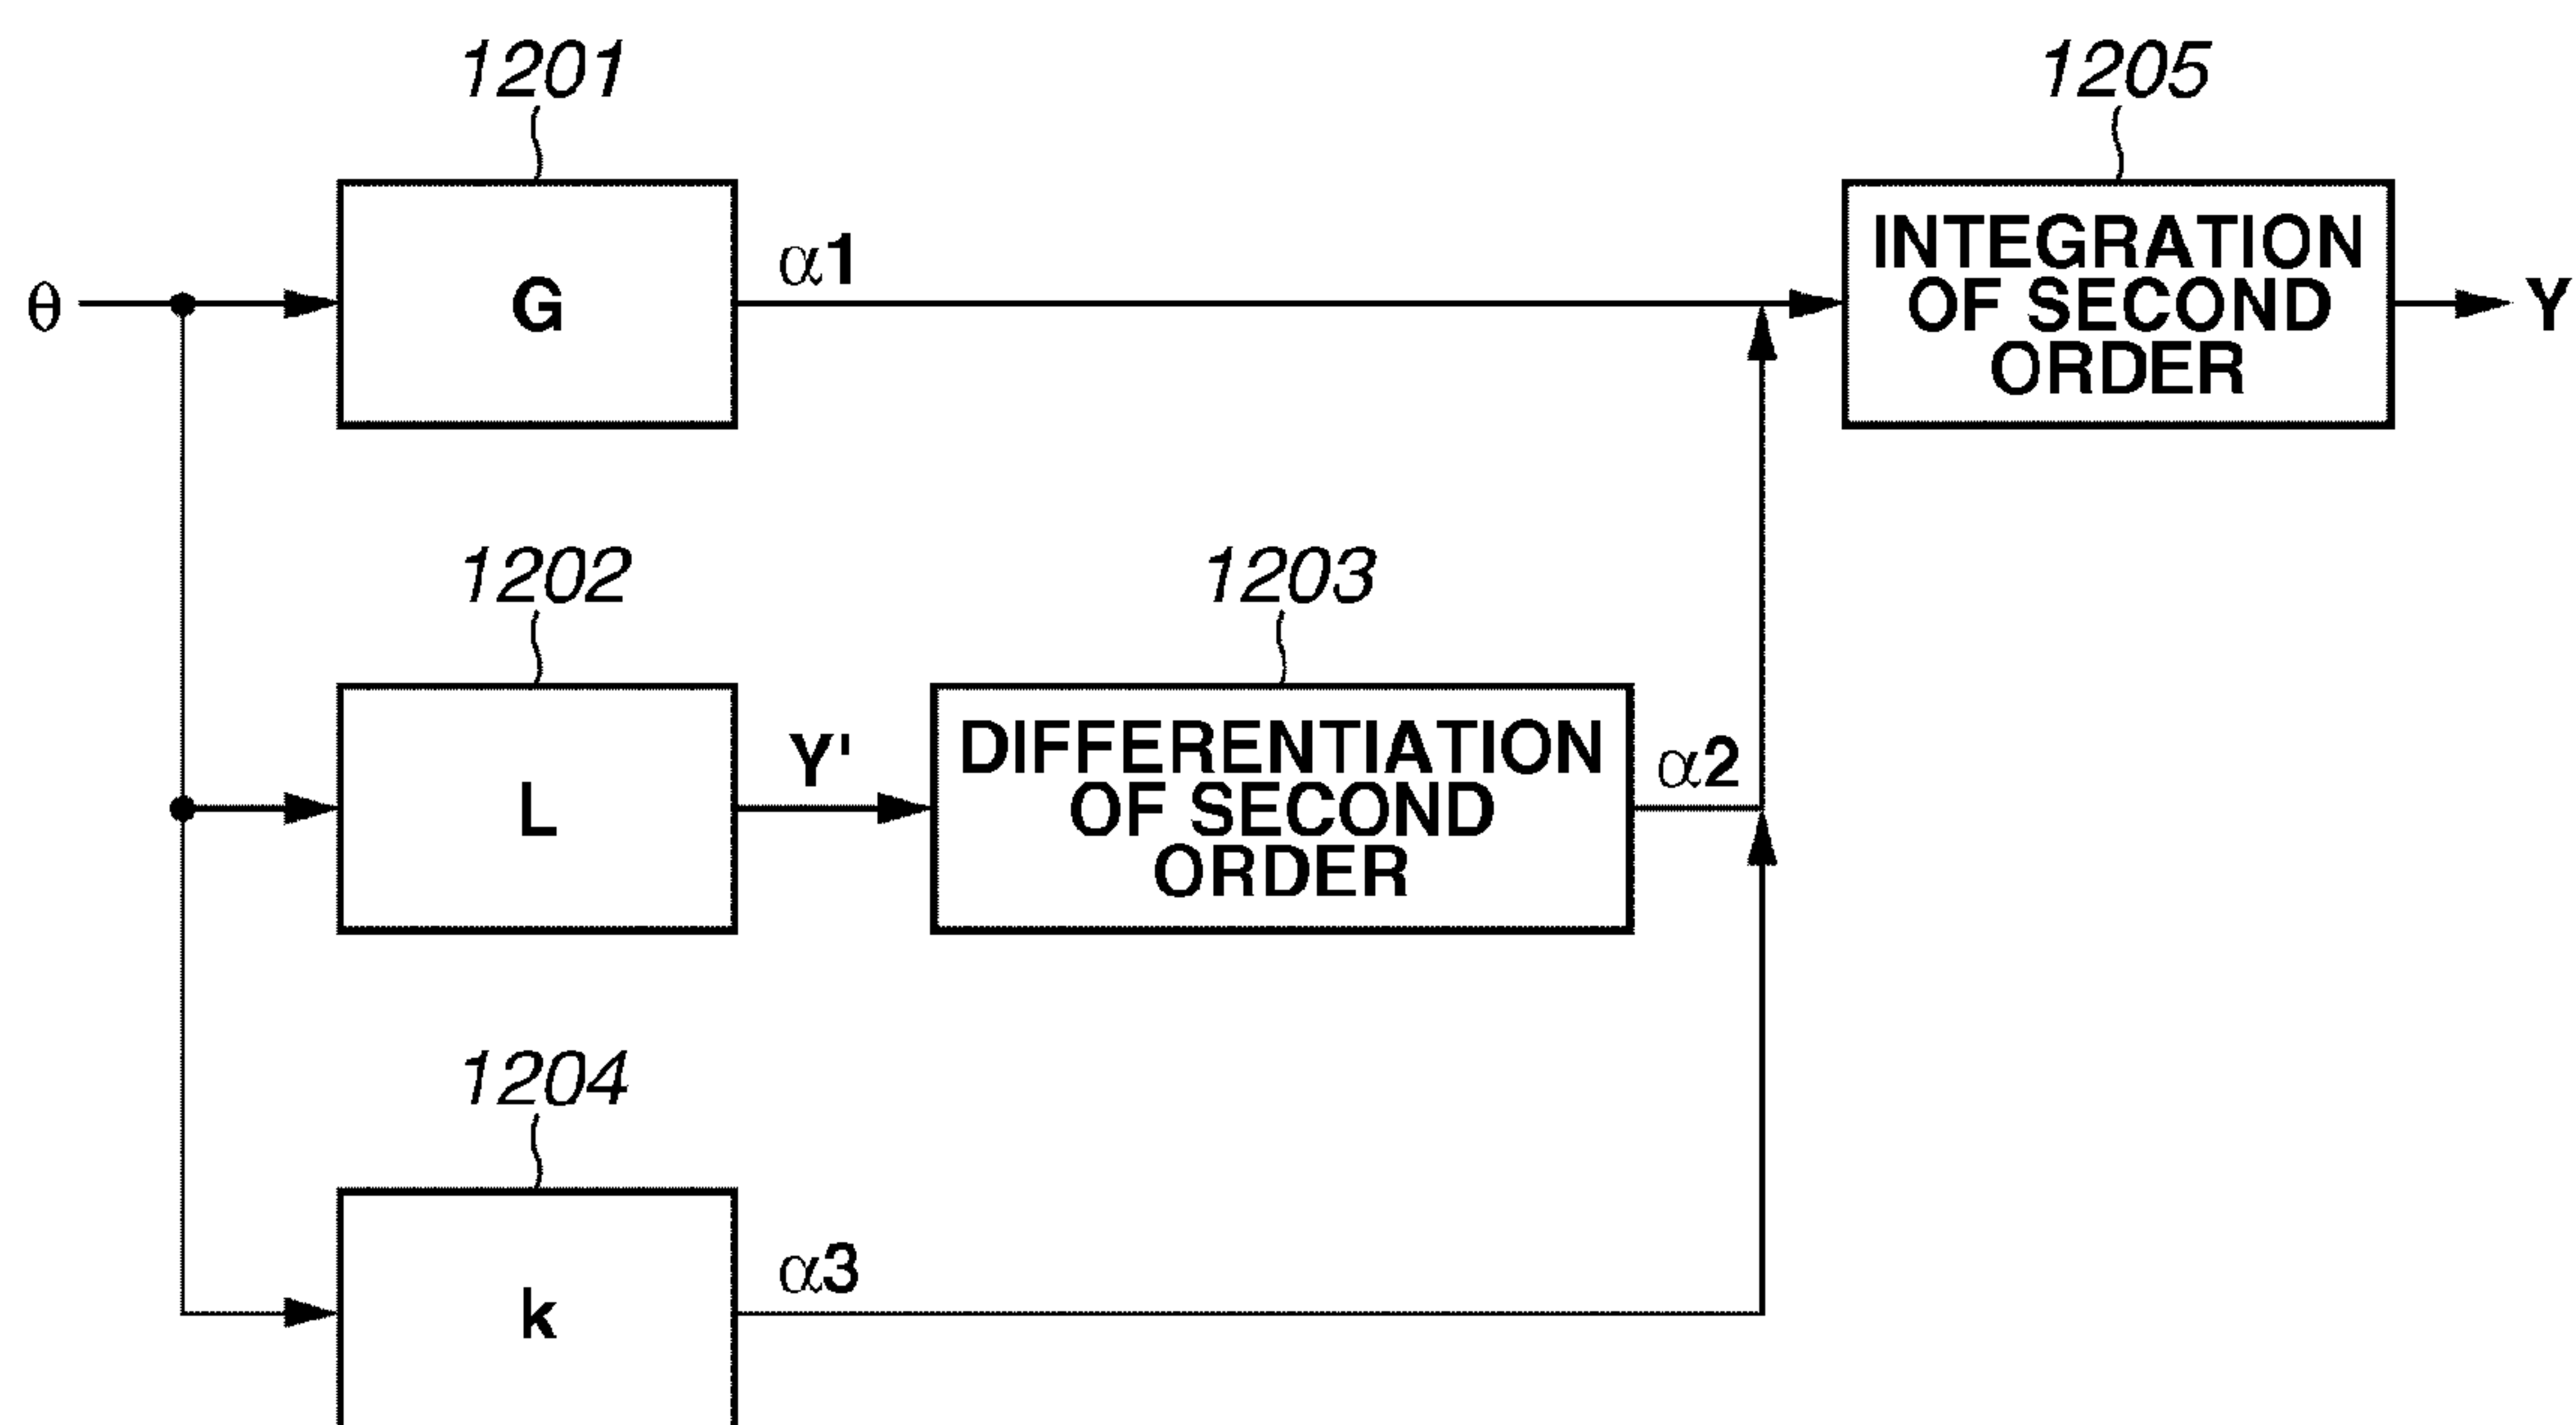 1201
1205
θ
G
α1
INTEGRATION
OF SECOND
ORDER
Y
1202
1203
L
Y'
DIFFERENTIATION
OF SECOND
ORDER
α2
1204
k
α3